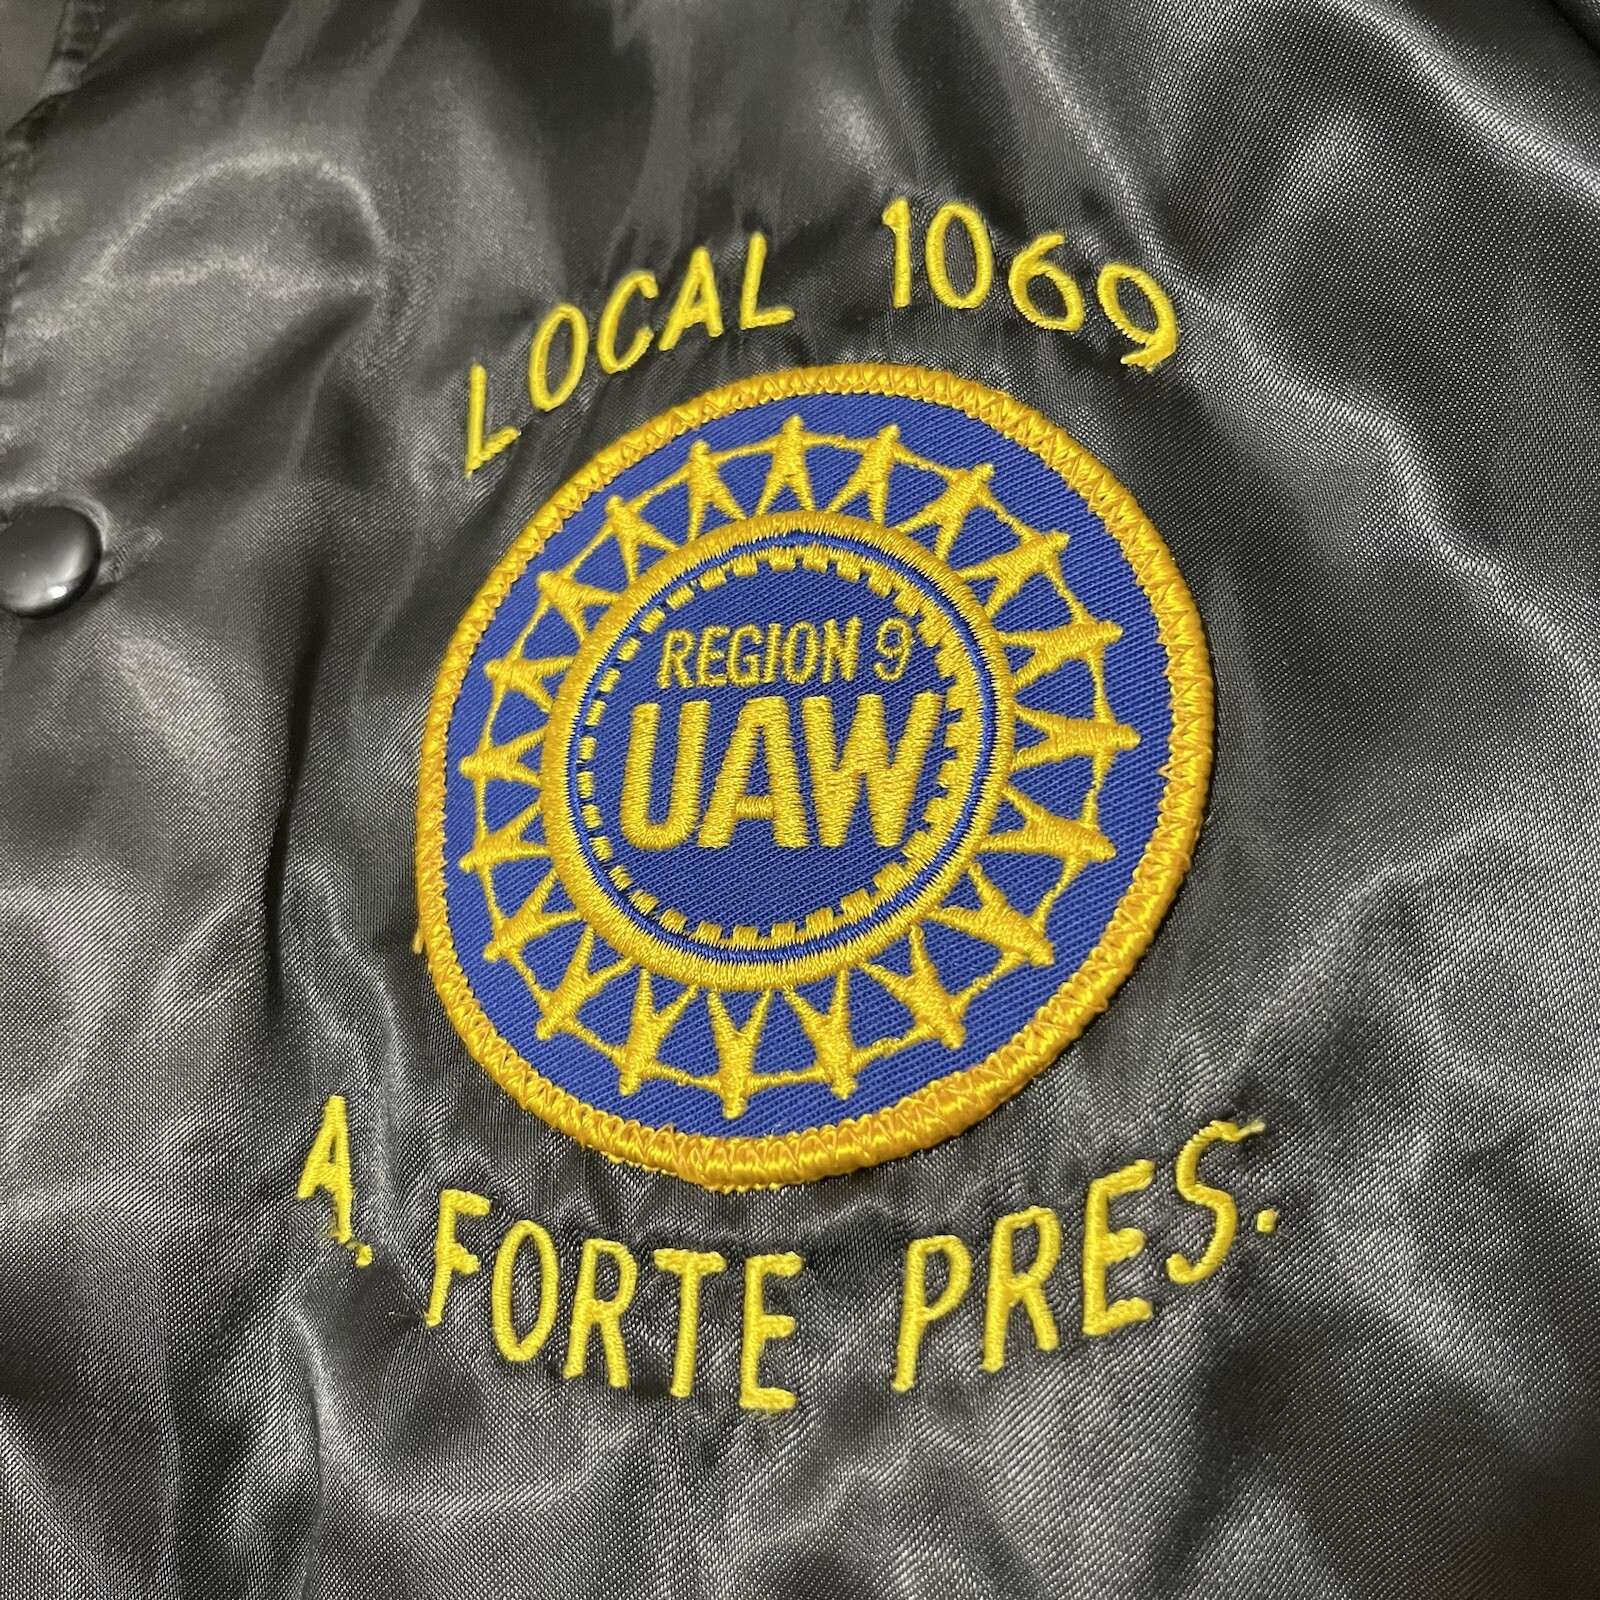 LOCAL 1069
REGION 9
UAW
A. FORTE PRES.